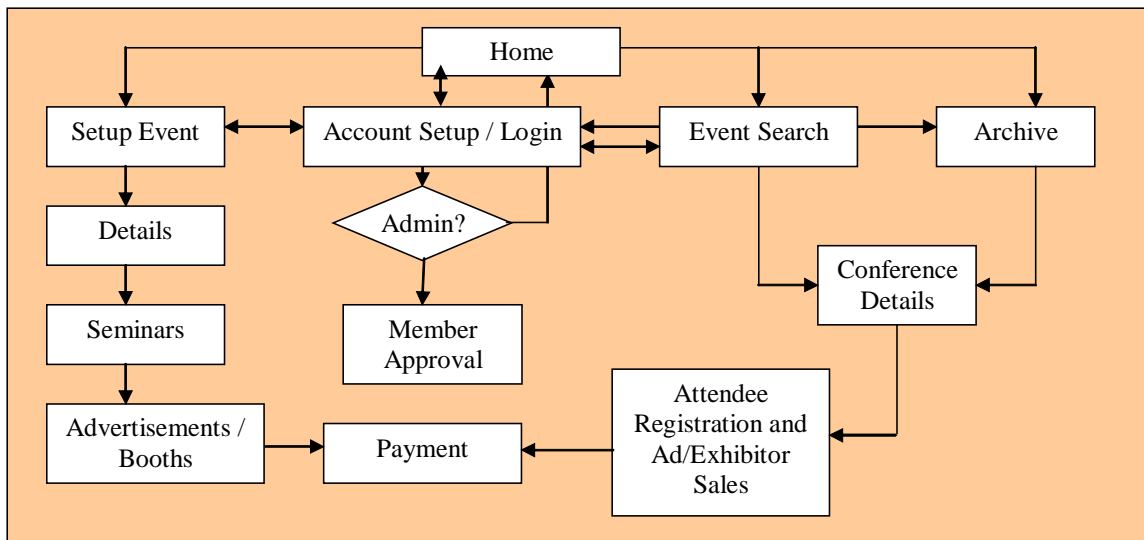 Home
Setup Event
Account Setup / Login
Event Search
Archive
Details
Admin?
Conference
Details
Seminars
Member
Approval
Attendee
Registration and
Ad/Exhibitor
Sales
Advertisements /
Booths
Payment